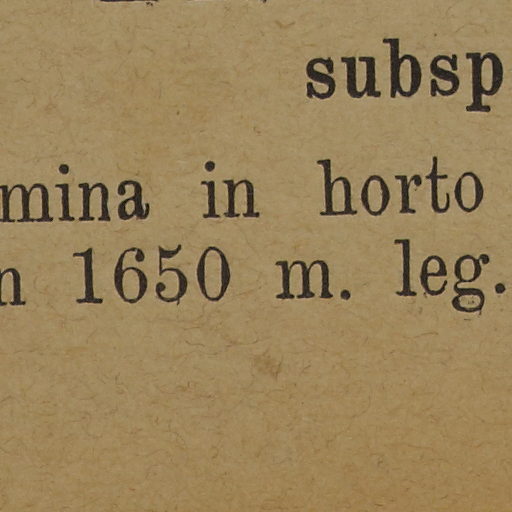 subsp
mina in horto
n 1650 m. leg.